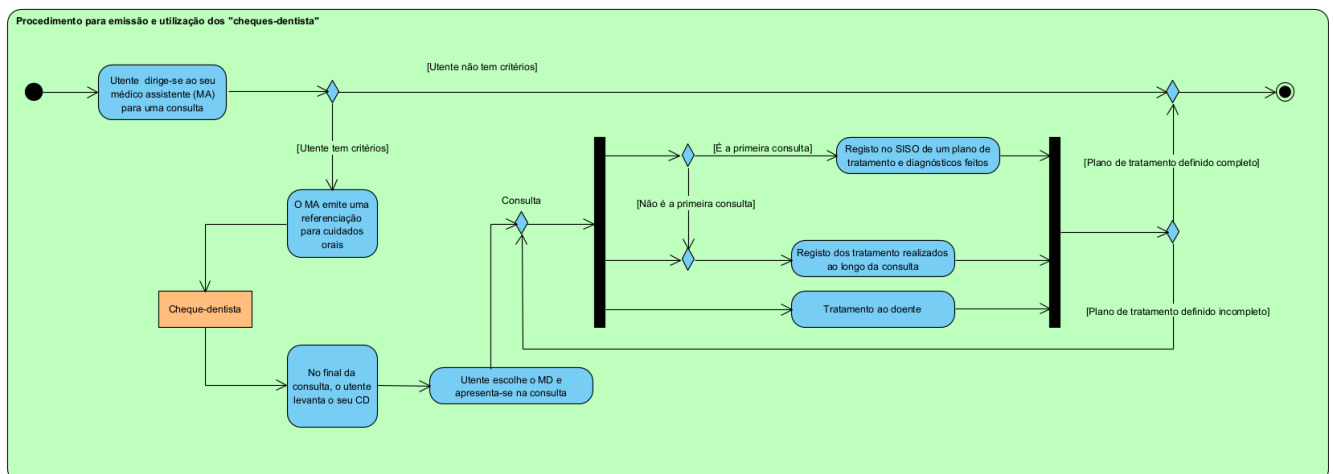 Procedimento para emissão e utilização dos "cheques-dentista"
Utente dirige-se ao seu
médico assistente (MA)
para uma consulta
[Utente não tem critérios]
[Utente tem critérios]
O MA emite uma
referenciação
para cuidados
orais
Cheque-dentista
No final da
consulta, o utente
levanta o seu CD
Utente escolhe o MD e
apresenta-se na consulta
Consulta
[É a primeira consulta]
[Não é a primeira consulta]
Registo no SISO de um plano de
tratamento e diagnósticos feitos
Registo dos tratamento realizados
ao longo da consulta
Tratamento ao doente
[Plano de tratamento definido completo]
[Plano de tratamento definido incompleto]